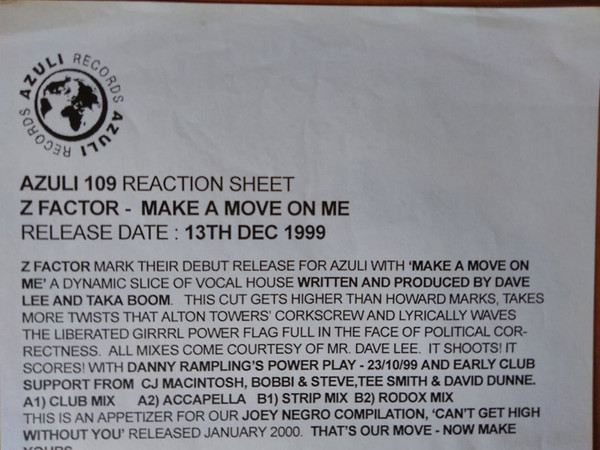 AZULI RECORDS AZULI RECORDS
AZULI 109 REACTION SHEET
Z FACTOR - MAKE A MOVE ON ME
RELEASE DATE : 13TH DEC 1999
Z FACTOR MARK THEIR DEBUT RELEASE FOR AZULI WITH ‘MAKE A MOVE ON
ME’ A DYNAMIC SLICE OF VOCAL HOUSE WRITTEN AND PRODUCED BY DAVE
LEE AND TAKA BOOM. THIS CUT GETS HIGHER THAN HOWARD MARKS, TAKES
MORE TWISTS THAT ALTON TOWERS’ CORKSCREW AND LYRICALLY WAVES
THE LIBERATED GIRRRL POWER FLAG FULL IN THE FACE OF POLITICAL COR-
RECTNESS. ALL MIXES COME COURTESY OF MR. DAVE LEE. IT SHOOTS! IT
SCORES! WITH DANNY RAMPLING’S POWER PLAY - 23/10/99 AND EARLY CLUB
SUPPORT FROM CJ MACINTOSH, BOBBI & STEVE,TEE SMITH & DAVID DUNNE.
A1) CLUB MIX A2) ACCAPELLA B1) STRIP MIX B2) RODOX MIX
THIS IS AN APPETIZER FOR OUR JOEY NEGRO COMPILATION, ‘CAN’T GET HIGH
WITHOUT YOU’ RELEASED JANUARY 2000. THAT’S OUR MOVE - NOW MAKE
YOURS